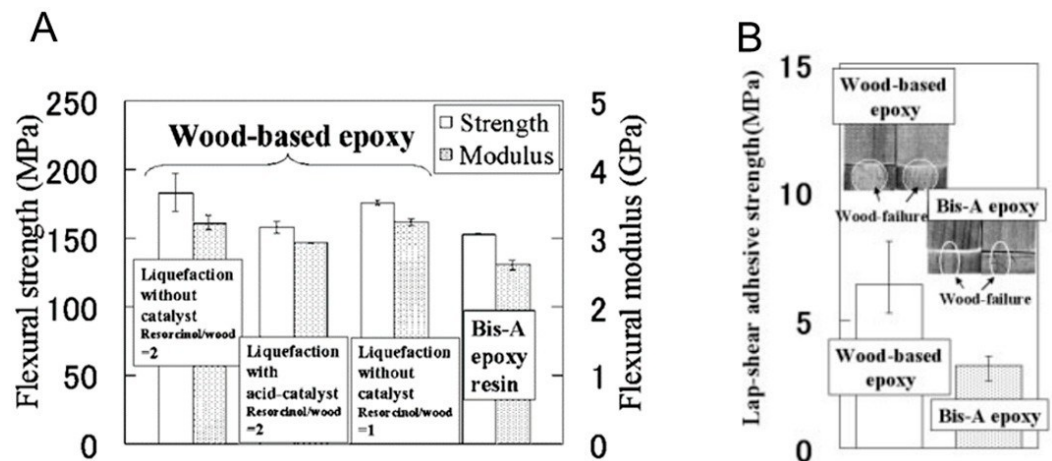 A
250
200
150
100
50
0
Flexural strength (MPa)
Wood-based epoxy
Strength
Modulus
Liquefaction
without
catalyst
Resorcinol/wood
=2
Liquefaction
with
acid-catalyst
Resorcinol/wood
=2
Liquefaction
without
catalyst
Resorcinol/wood
=1
Bis-A
epoxy
resin
5
4
3
2
1
0
Flexural modulus (GPa)
B
15
10
5
0
Lap-shear adhesive strength(MPa)
Wood-based
epoxy
Wood-failure
Bis-A epoxy
Wood-failure
Wood-based
epoxy
Bis-A epoxy